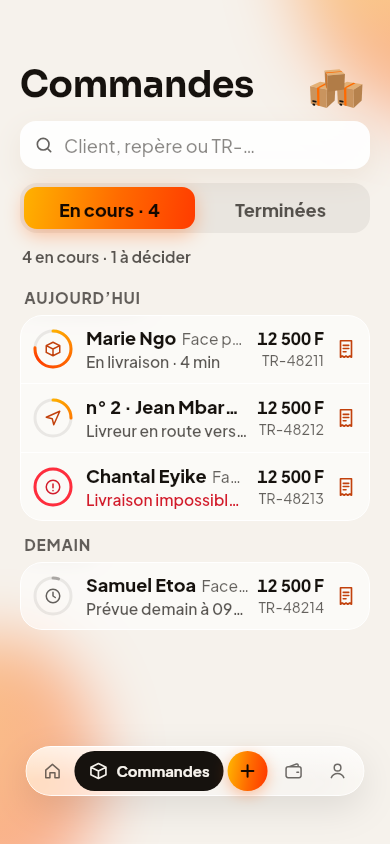 Commandes
Client, repère ou TR-…
En cours · 4
Terminées
4 en cours · 1 à décider
AUJOURD’HUI
Marie Ngo Face p… 12 500 F
En livraison · 4 min TR-48211
n° 2 · Jean Mbar… 12 500 F
Livreur en route vers… TR-48212
Chantal Eyike Fa… 12 500 F
Livraison impossibl… TR-48213
DEMAIN
Samuel Etoa Face… 12 500 F
Prévue demain à 09… TR-48214
Commandes